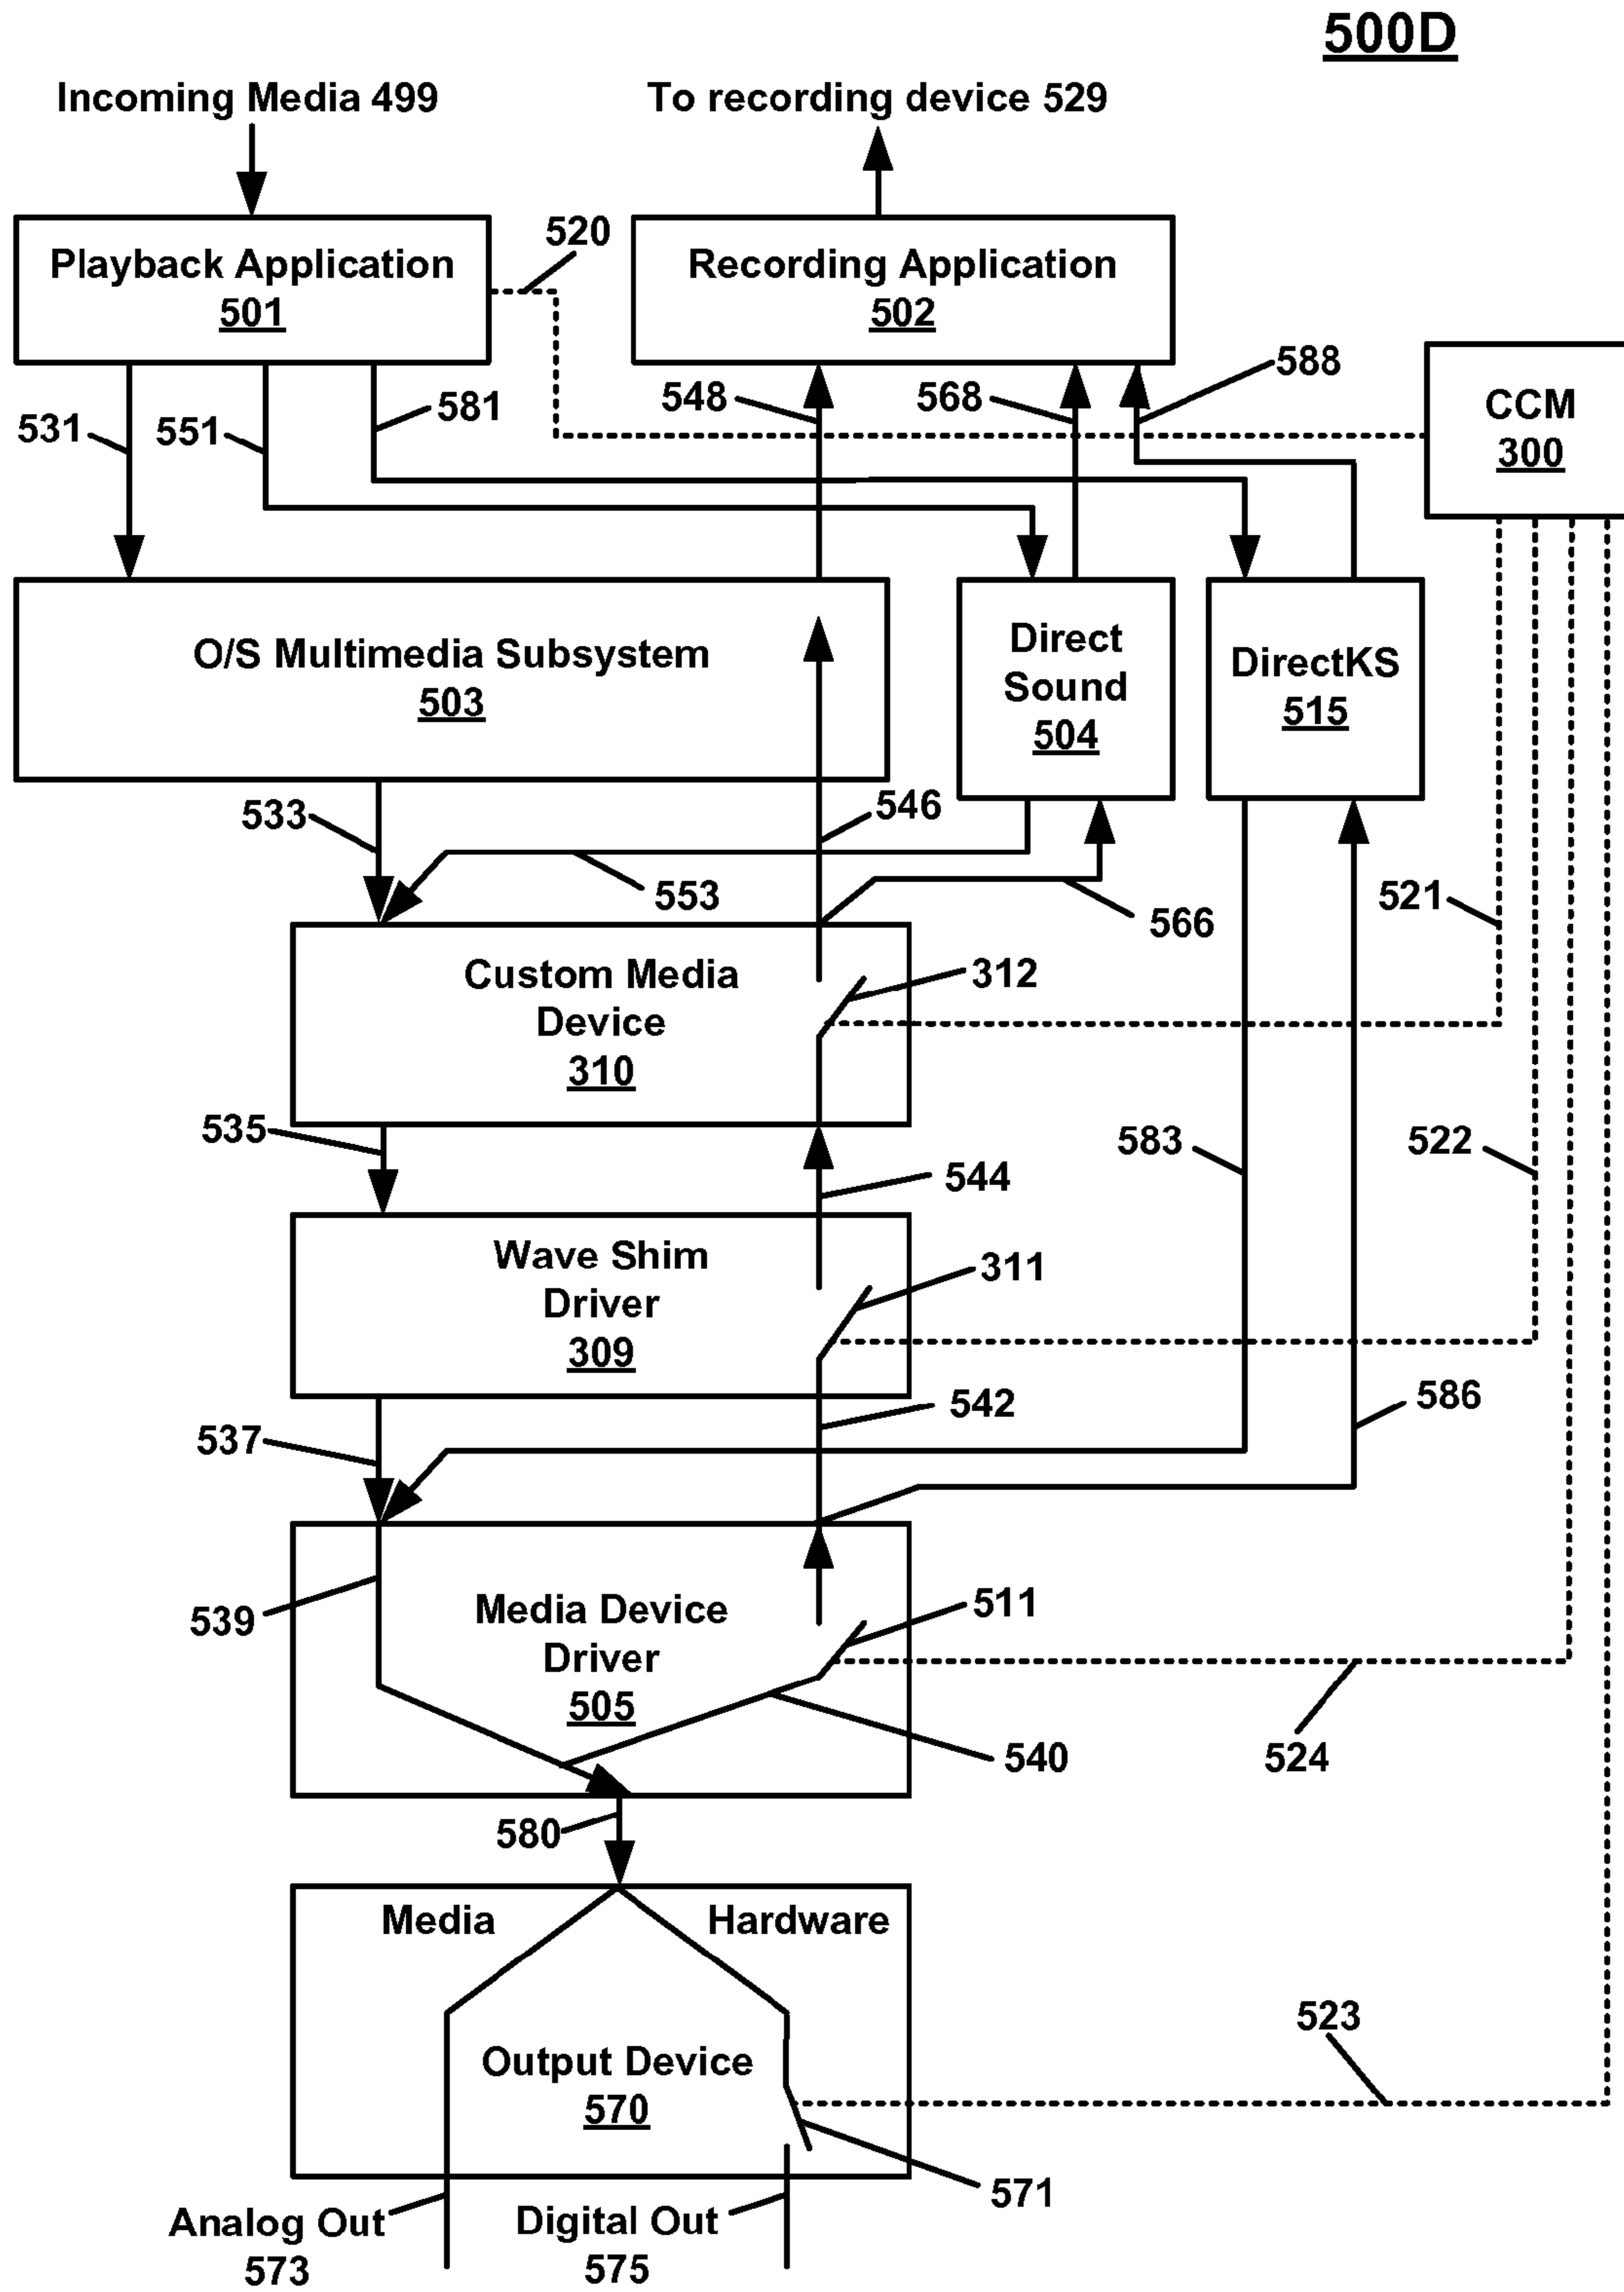 500D
Incoming Media 499
To recording device 529
Playback Application
501
520
Recording Application
502
588
CCM
300
531
551
581
548
568
O/S Multimedia Subsystem
503
Direct
Sound
504
DirectKS
515
533
546
553
566
521
Custom Media
Device
310
312
535
544
583
522
Wave Shim
Driver
309
311
537
542
586
539
Media Device
Driver
505
511
540
524
580
Media
Hardware
Output Device
570
523
571
Analog Out
573
Digital Out
575